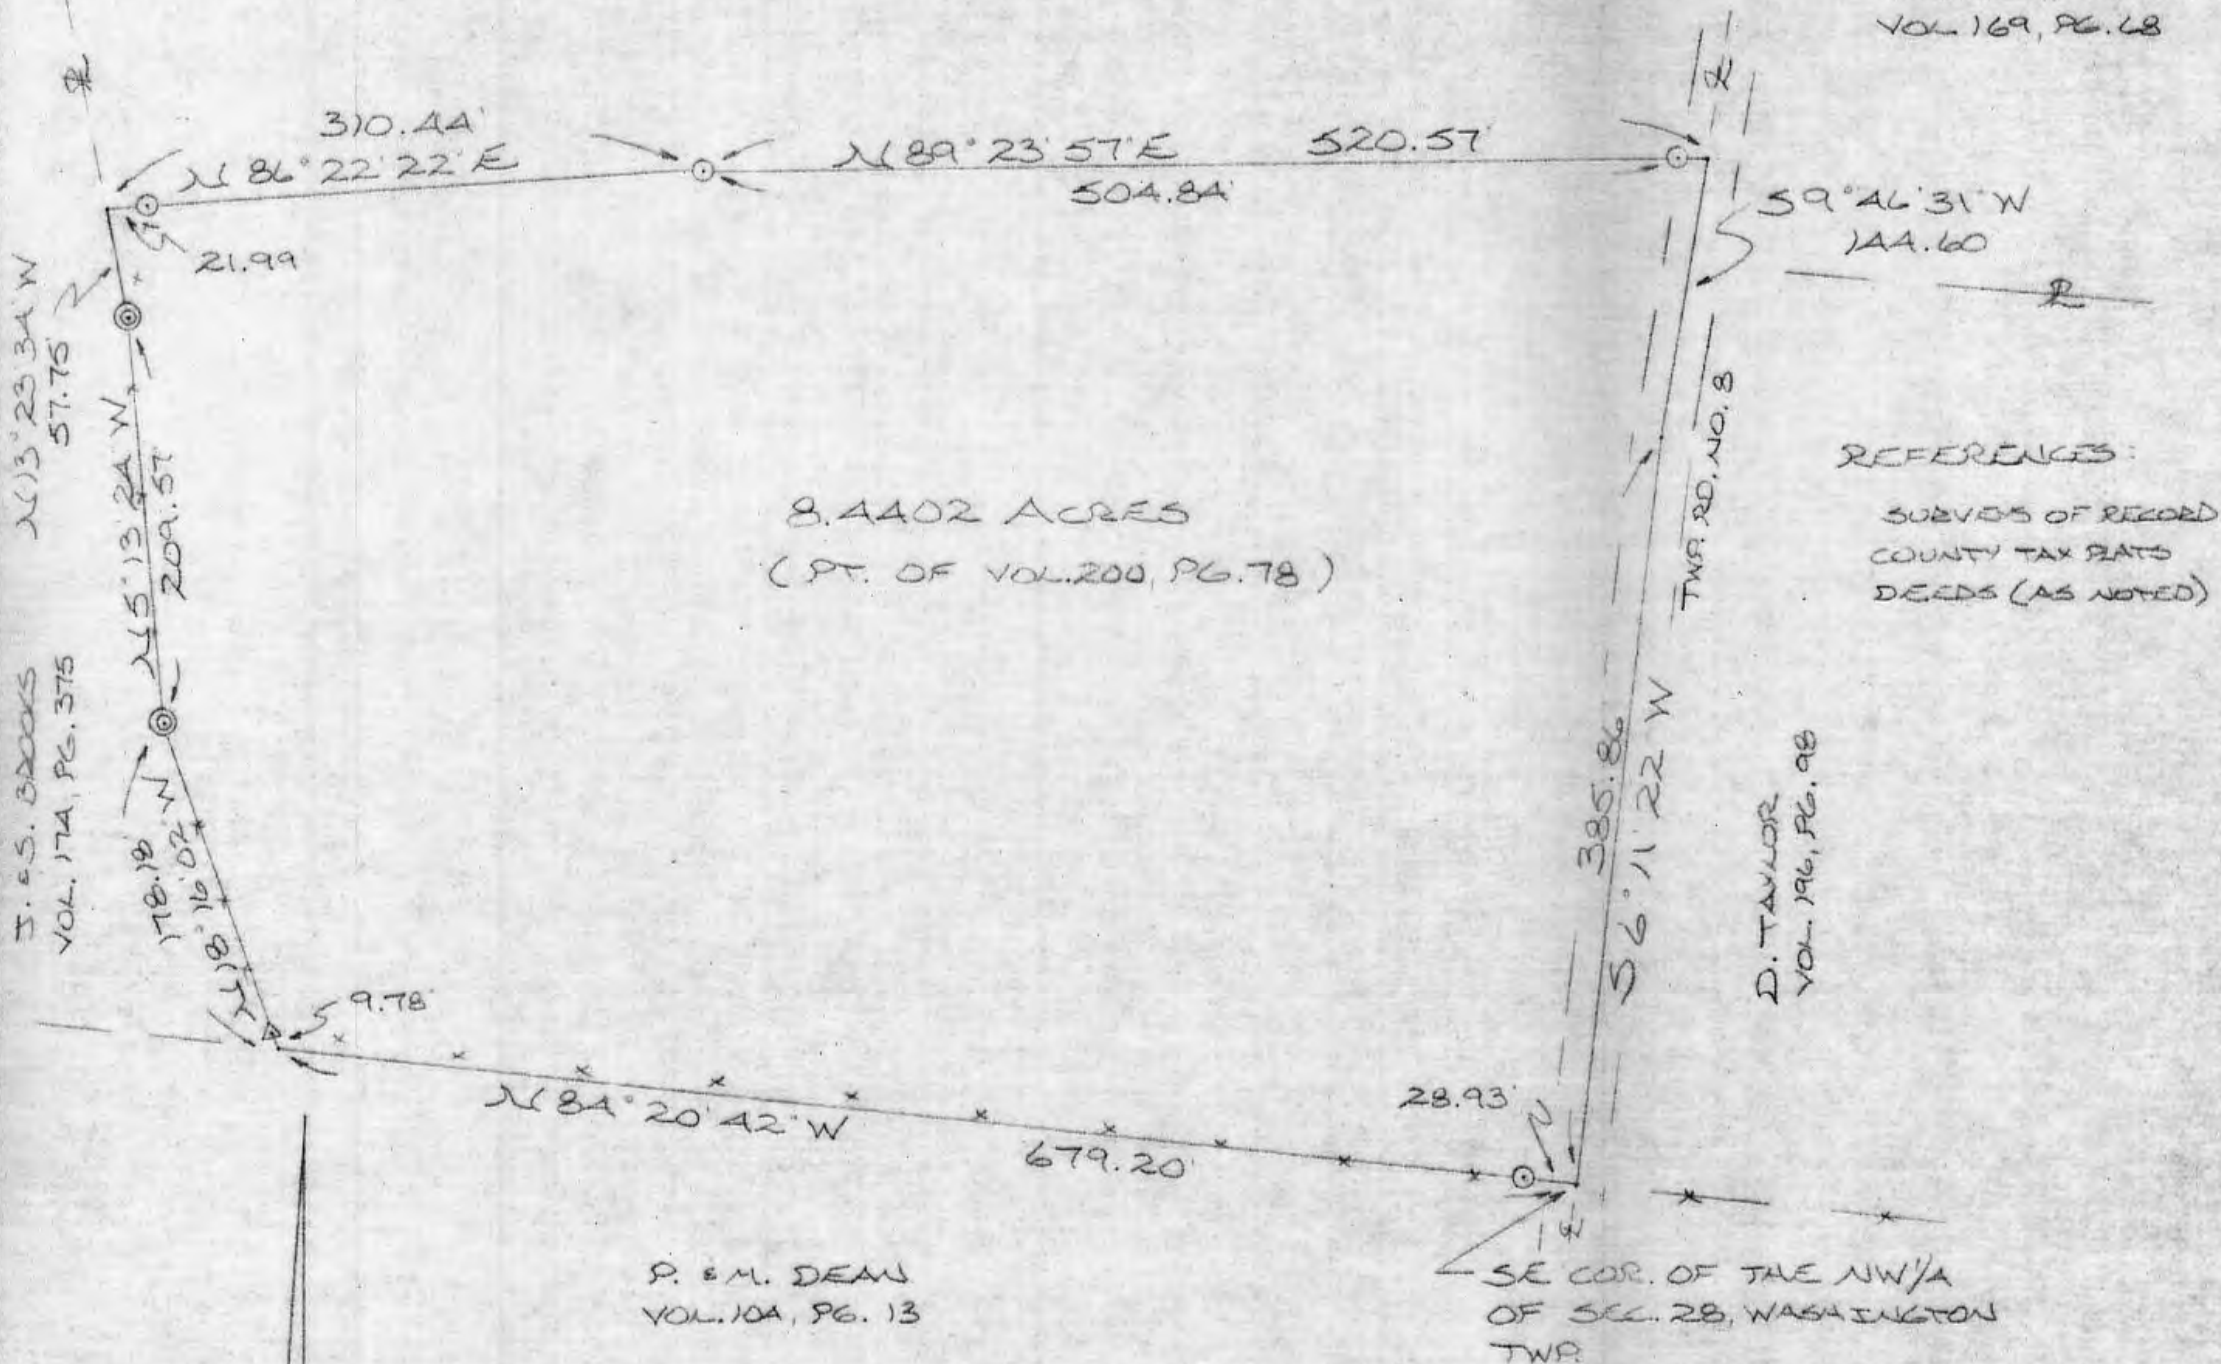 VOL 169, PG. 68
310.44'
N 86° 22' 22" E
N 89° 23' 57" E
520.57'
504.84'
S 9° 46' 31" W
144.60
21.99
N 13° 23' 34" W
57.75'
N 5° 13' 24" W
209.57'
TWP. RD. NO. 8
REFERENCES:
SURVEYS OF RECORD
COUNTY TAX PLATS
DEEDS (AS NOTED)
8.4402 ACRES
(PT. OF VOL. 200, PG. 78)
J. & S. BROOKS
VOL. 174, PG. 375
178.18'
N 18° 16' 02" W
385.86'
S 6° 11' 22" W
D. TAYLOR
VOL. 196, PG. 98
9.78'
N 84° 20' 42" W
679.20'
28.93'
P. & M. DEAN
VOL. 104, PG. 13
SE COR. OF THE NW 1/4
OF SEC. 28, WASHINGTON
TWP.